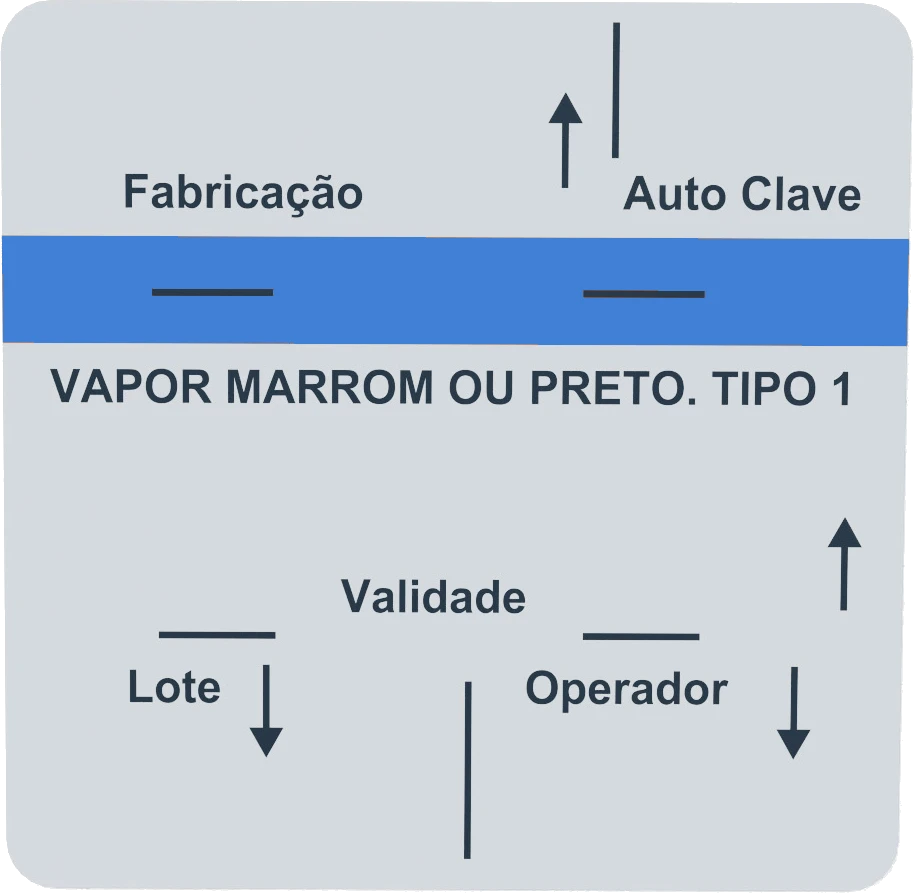 Fabricação
Auto Clave
VAPOR MARROM OU PRETO. TIPO 1
Validade
Lote
Operador